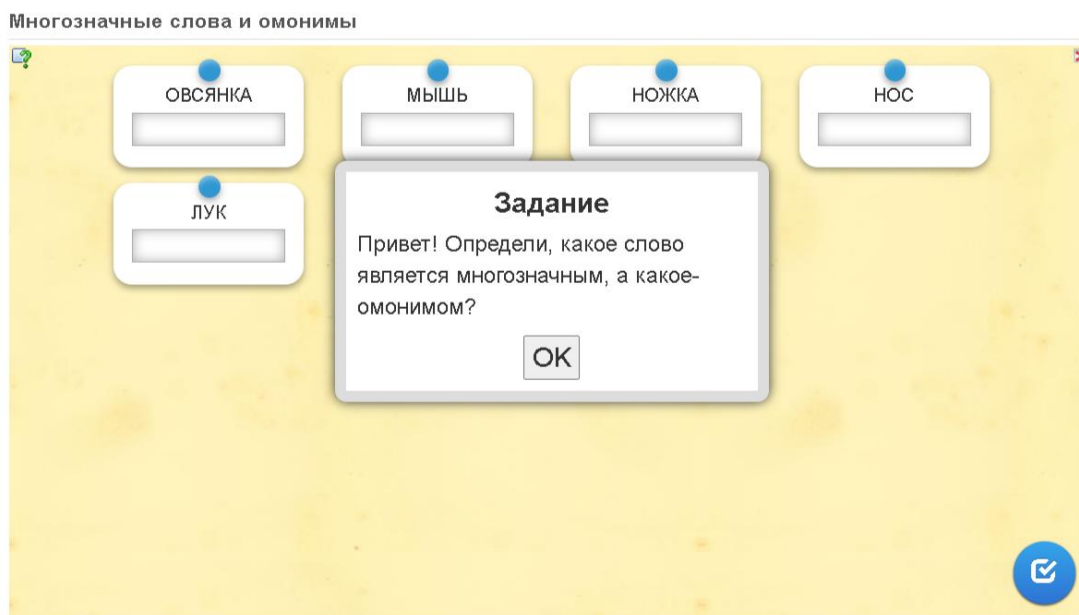 Многозначные слова и омонимы
ОВСЯНКА
МЫШЬ
НОЖКА
НОС
ЛУК
Задание
Привет! Определи, какое слово
является многозначным, а какое-
омонимом?
OK